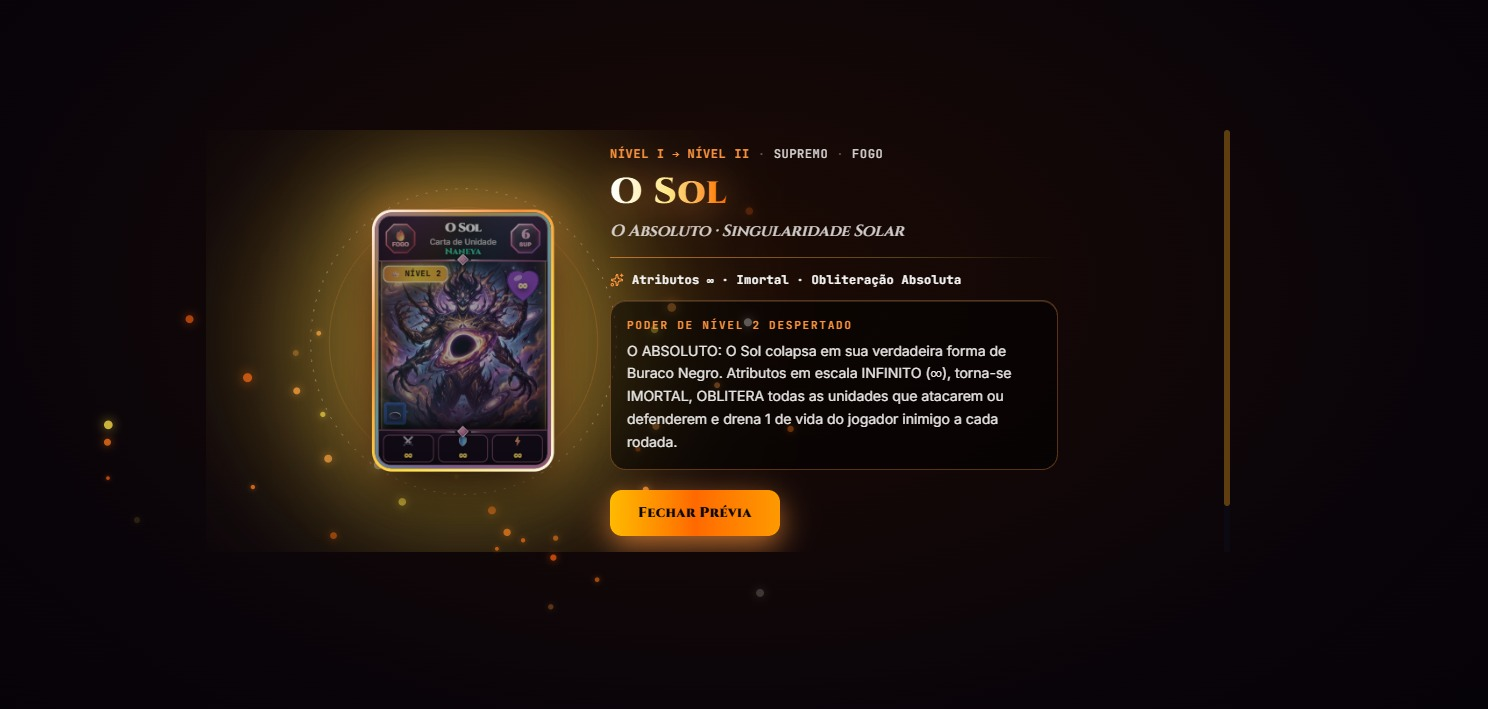 NÍVEL I → NÍVEL II · SUPREMO · FOGO
O SOL
O ABSOLUTO · SINGULARIDADE SOLAR
Atributos ∞ · Imortal · Obliteração Absoluta
PODER DE NÍVEL 2 DESPERTADO
O ABSOLUTO: O Sol colapsa em sua verdadeira forma de
Buraco Negro. Atributos em escala INFINITO (∞), torna-se
IMORTAL, OBLITERA todas as unidades que atacarem ou
defenderem e drena 1 de vida do jogador inimigo a cada
rodada.
FECHAR PRÉVIA
O SOL
FOGO
Carta de Unidade
6
SUP
NANEYA
NÍVEL 2
∞
∞ ∞ ∞